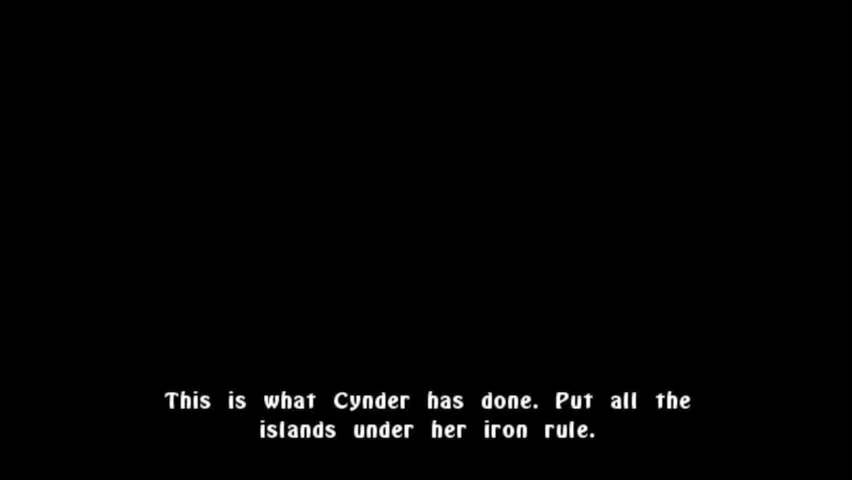 This is what Cynder has done. Put all the
islands under her iron rule.